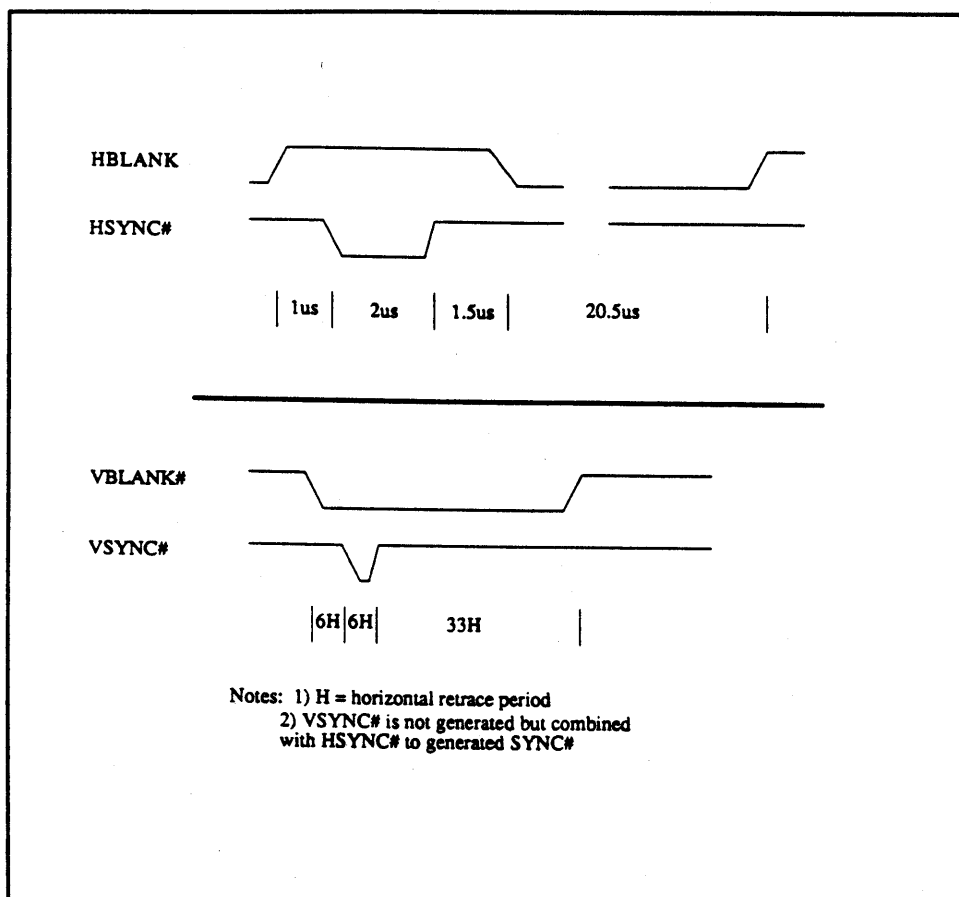 HBLANK
HSYNC#
1us 2us 1.5us 20.5us
VBLANK#
VSYNC#
6H 6H 33H
Notes: 1) H = horizontal retrace period
2) VSYNC# is not generated but combined
with HSYNC# to generated SYNC#